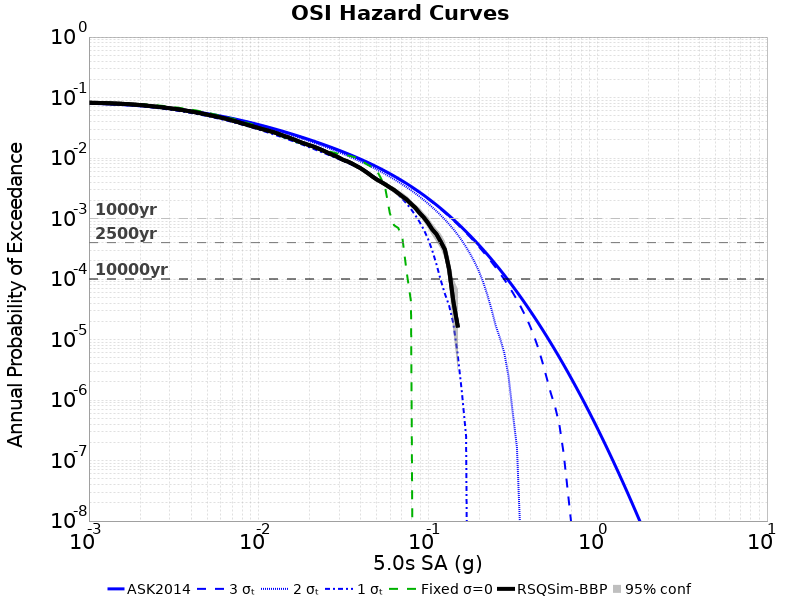 OSI Hazard Curves
Annual Probability of Exceedance
10⁰
10⁻¹
10⁻²
10⁻³
10⁻⁴
10⁻⁵
10⁻⁶
10⁻⁷
10⁻⁸
1000yr
2500yr
10000yr
10⁻³ 10⁻² 10⁻¹ 10⁰ 10¹
5.0s SA (g)
ASK2014 3 σₜ 2 σₜ 1 σₜ Fixed σ=0 RSQSim-BBP 95% conf